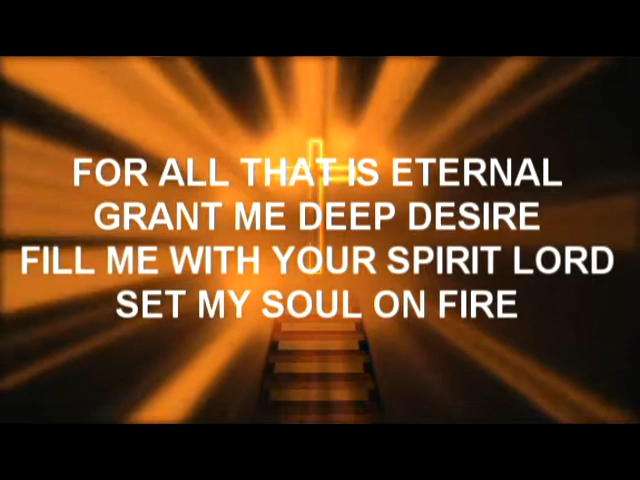 FOR ALL THAT IS ETERNAL
GRANT ME DEEP DESIRE
FILL ME WITH YOUR SPIRIT LORD
SET MY SOUL ON FIRE